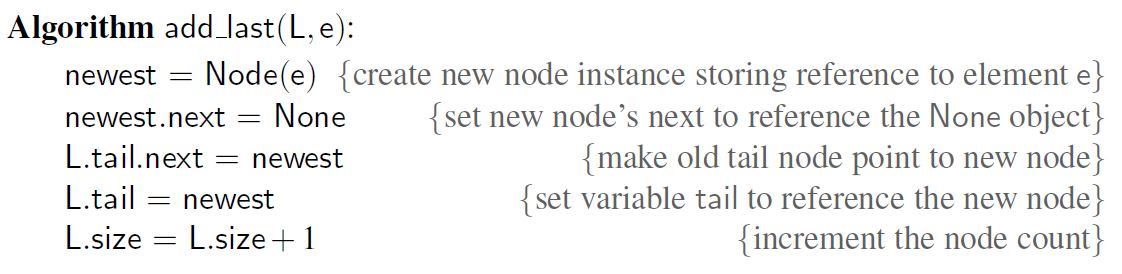 Algorithm add_last(L, e):
newest = Node(e) {create new node instance storing reference to element e}
newest.next = None {set new node’s next to reference the None object}
L.tail.next = newest {make old tail node point to new node}
L.tail = newest {set variable tail to reference the new node}
L.size = L.size + 1 {increment the node count}